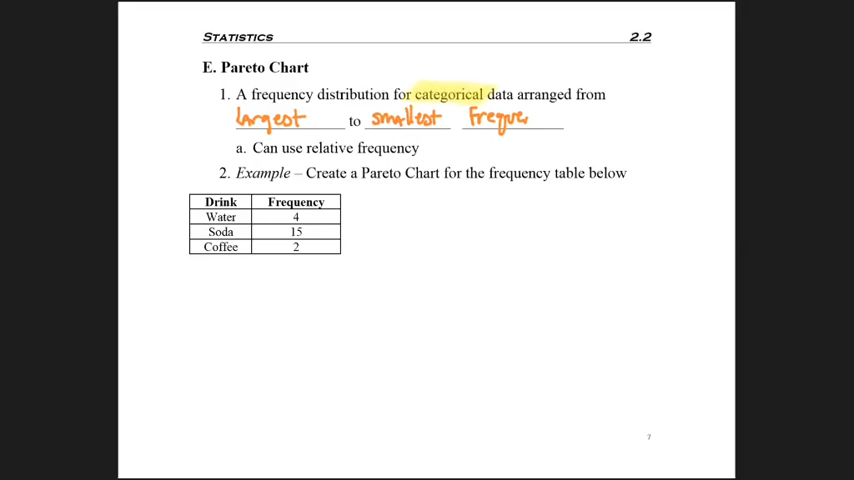 STATISTICS 2.2
E. Pareto Chart
1. A frequency distribution for categorical data arranged from
largest to smallest Freque
a. Can use relative frequency
2. Example – Create a Pareto Chart for the frequency table below
Drink Frequency
Water 4
Soda 15
Coffee 2
7